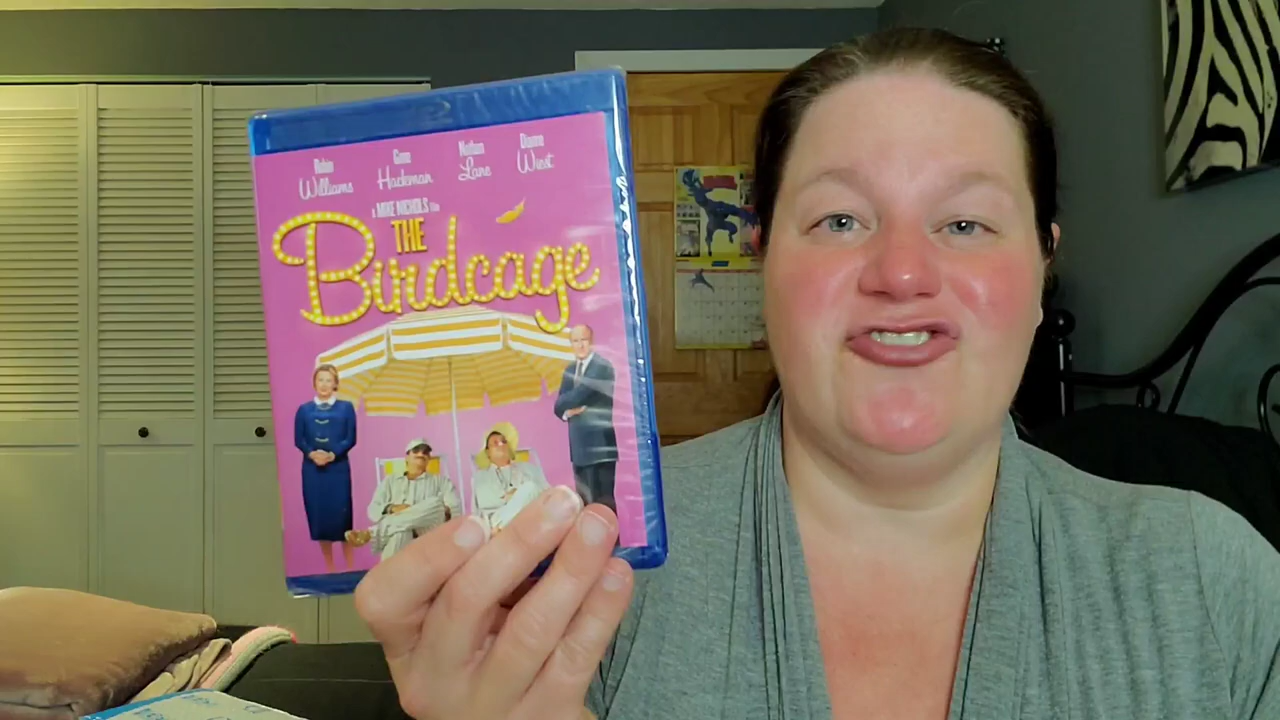 Robin Gene Nathan Dianne
Williams Hackman Lane Wiest
A MIKE NICHOLS film
THE
Birdcage